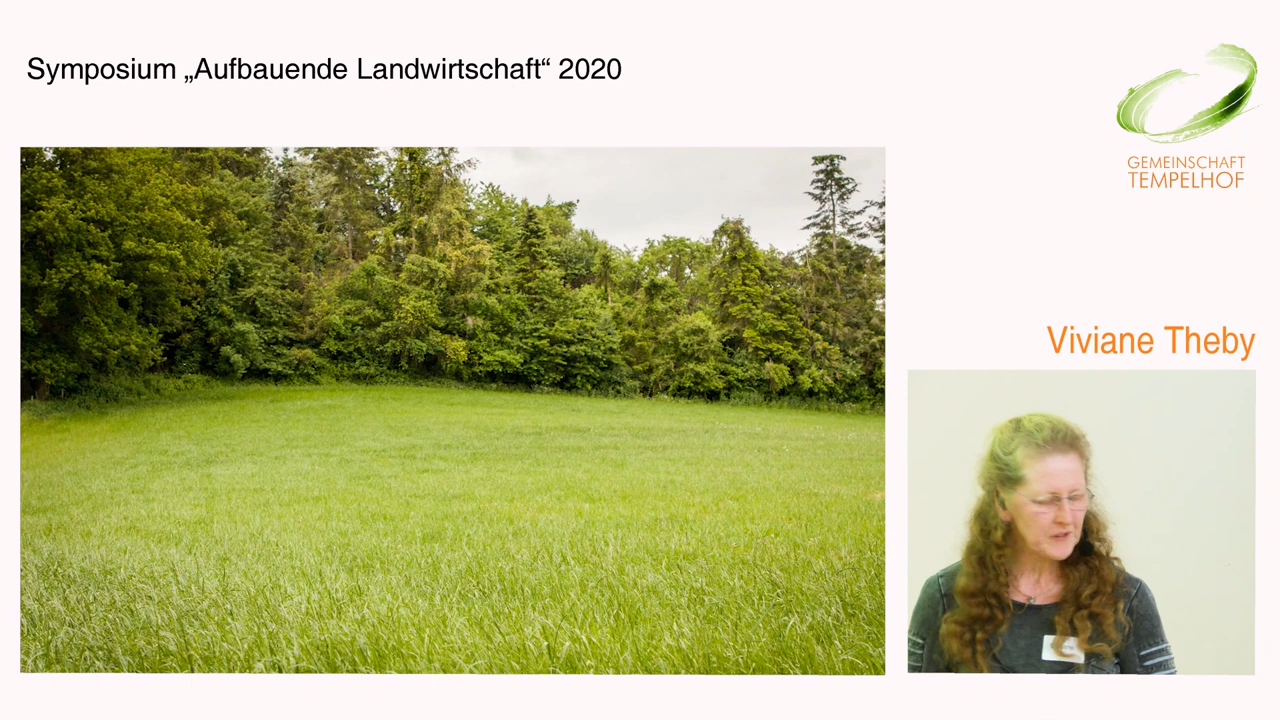 Symposium „Aufbauende Landwirtschaft“ 2020
GEMEINSCHAFT
TEMPELHOF
Viviane Theby